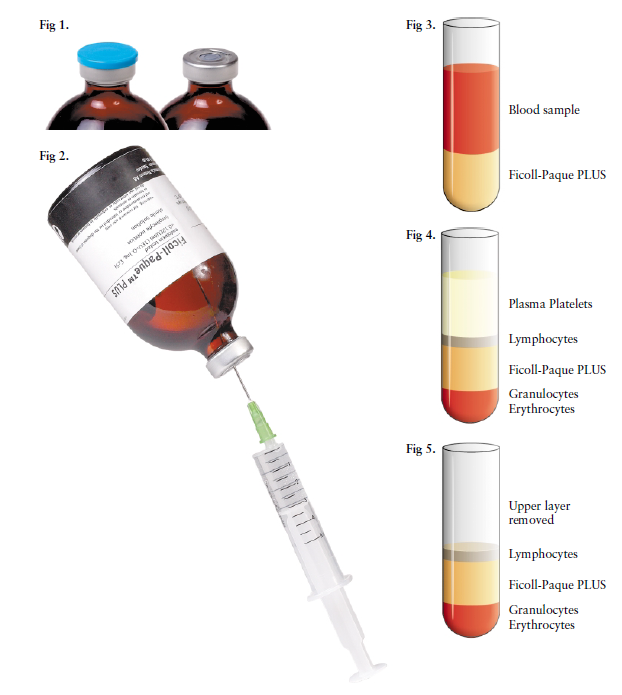 Fig 1.
Fig 2.
Ficoll-Paque™ PLUS
Fig 3.
Blood sample
Ficoll-Paque PLUS
Fig 4.
Plasma Platelets
Lymphocytes
Ficoll-Paque PLUS
Granulocytes
Erythrocytes
Fig 5.
Upper layer
removed
Lymphocytes
Ficoll-Paque PLUS
Granulocytes
Erythrocytes